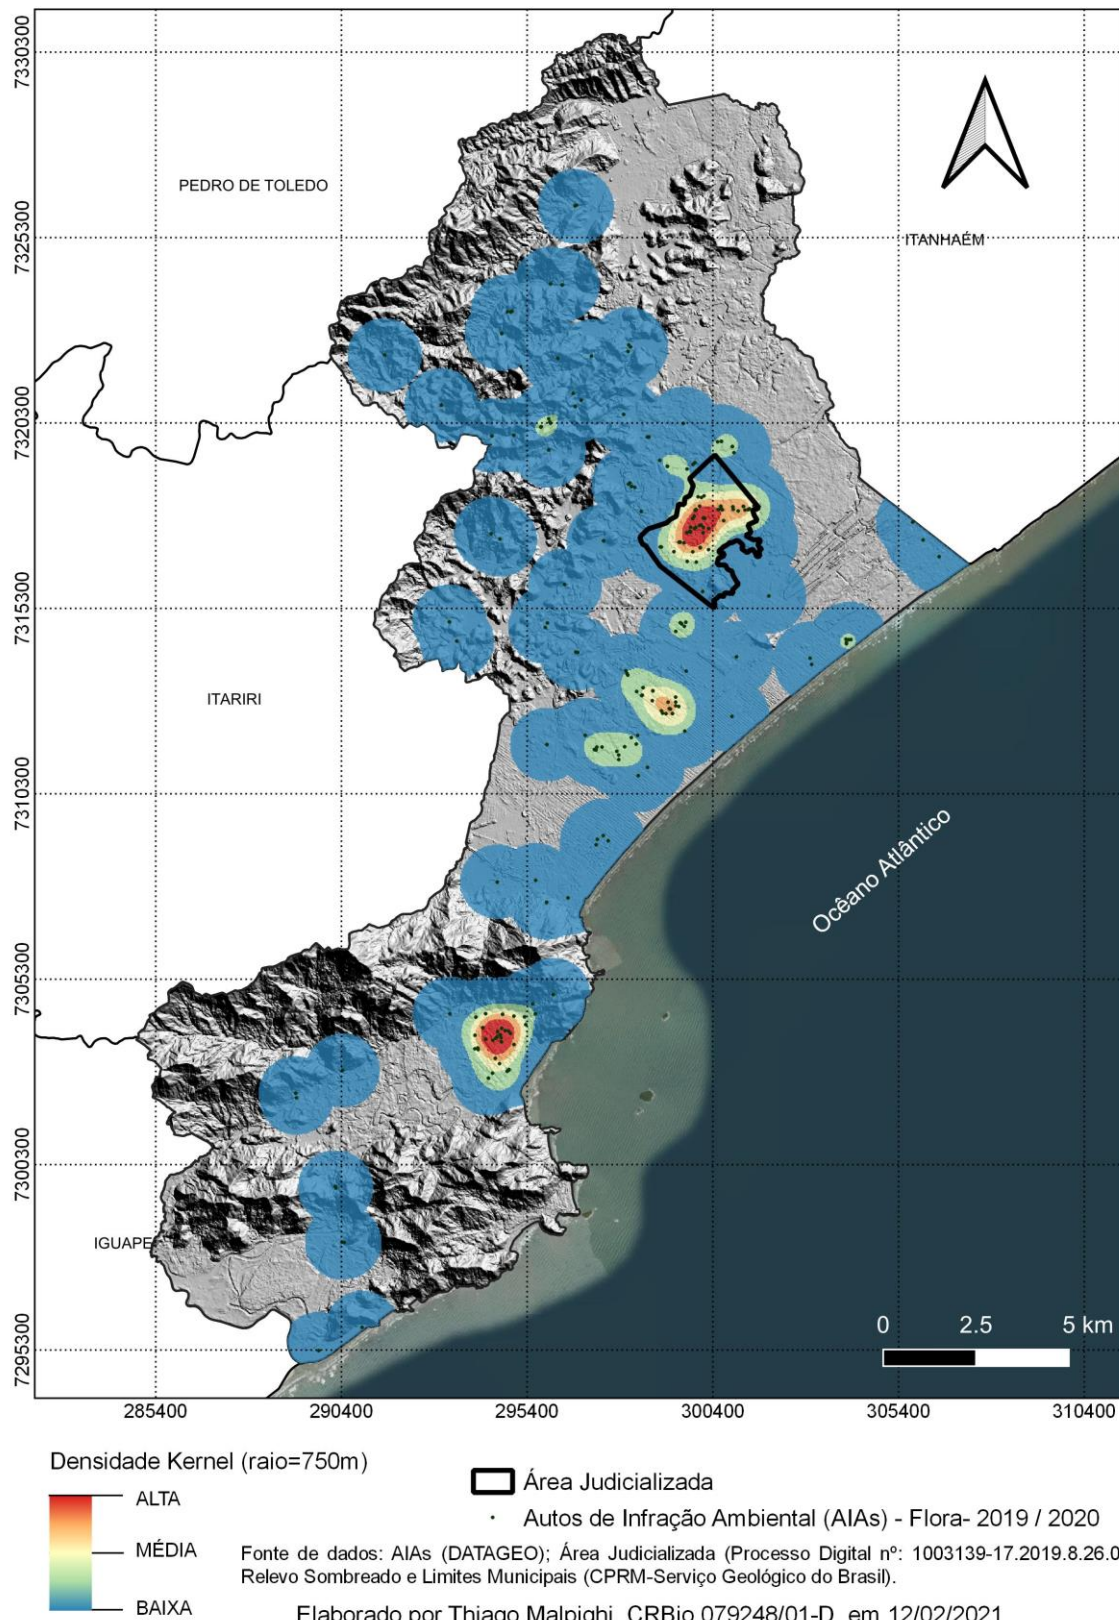 7330300
PEDRO DE TOLEDO
7325300
ITANHAÉM
7320300
7315300
ITARIRI
7310300
Ocêano Atlântico
7305300
7300300
IGUAPE
0 2.5 5 km
7295300
285400 290400 295400 300400 305400 310400
Densidade Kernel (raio=750m)
ALTA
MÉDIA
BAIXA
Área Judicializada
Autos de Infração Ambiental (AIAs) - Flora- 2019 / 2020
Fonte de dados: AIAs (DATAGEO); Área Judicializada (Processo Digital nº: 1003139-17.2019.8.26.0
Relevo Sombreado e Limites Municipais (CPRM-Serviço Geológico do Brasil).
Elaborado por Thiago Malpighi, CRBio 079248/01-D, em 12/02/2021